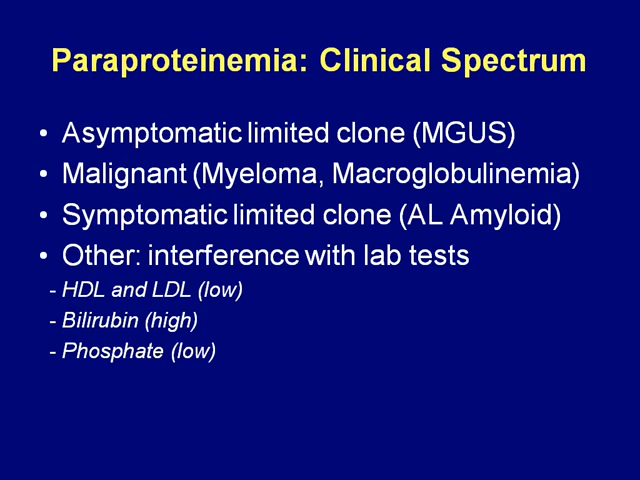 Paraproteinemia: Clinical Spectrum
• Asymptomatic limited clone (MGUS)
• Malignant (Myeloma, Macroglobulinemia)
• Symptomatic limited clone (AL Amyloid)
• Other: interference with lab tests
- HDL and LDL (low)
- Bilirubin (high)
- Phosphate (low)